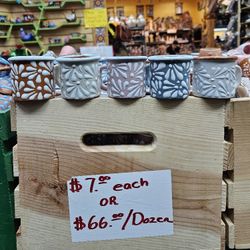 $7.⁰⁰ each
OR
$66.⁰⁰/Dozen